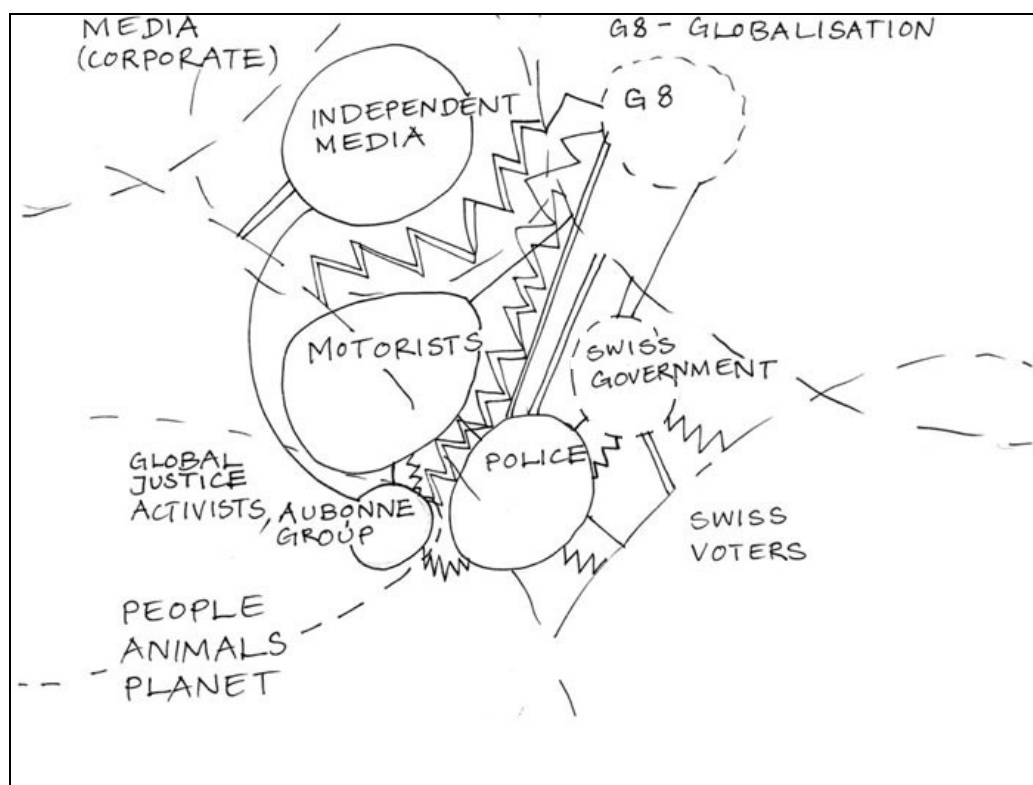 MEDIA
(CORPORATE)
G8 - GLOBALISATION
INDEPENDENT
MEDIA
G8
MOTORISTS
SWISS
GOVERNMENT
POLICE
GLOBAL
JUSTICE
ACTIVISTS,
AUBONNE
GROUP
SWISS
VOTERS
PEOPLE
ANIMALS
PLANET